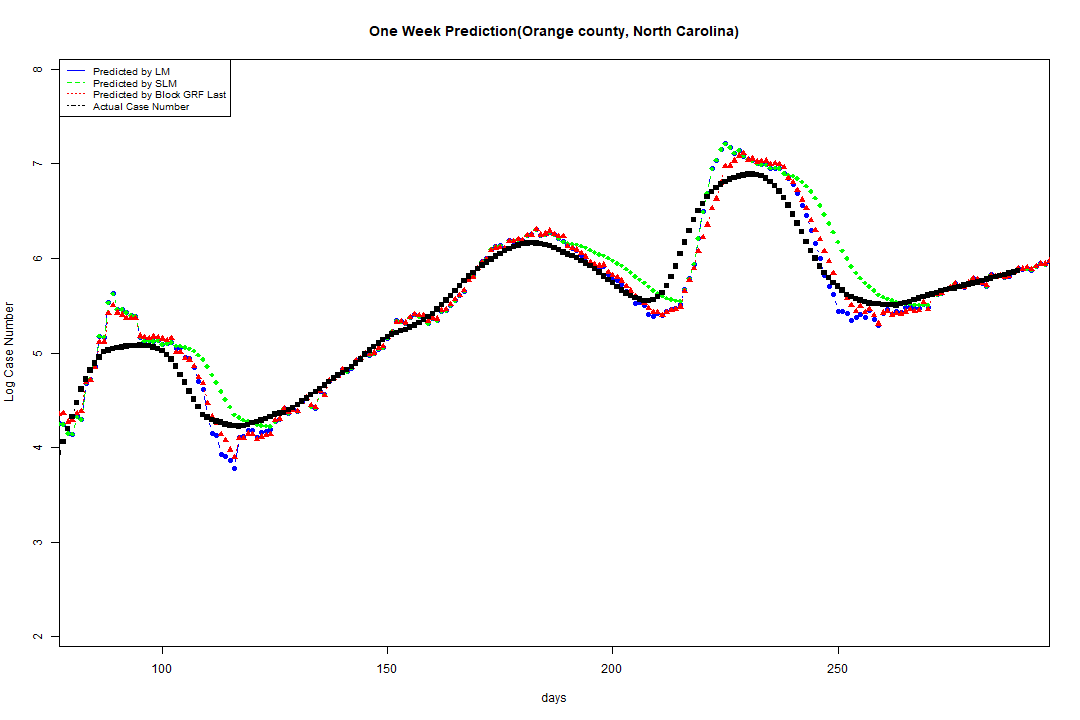 One Week Prediction(Orange county, North Carolina)
Predicted by LM
Predicted by SLM
Predicted by Block GRF Last
Actual Case Number
8
7
6
5
4
3
2
Log Case Number
100
150
200
250
days